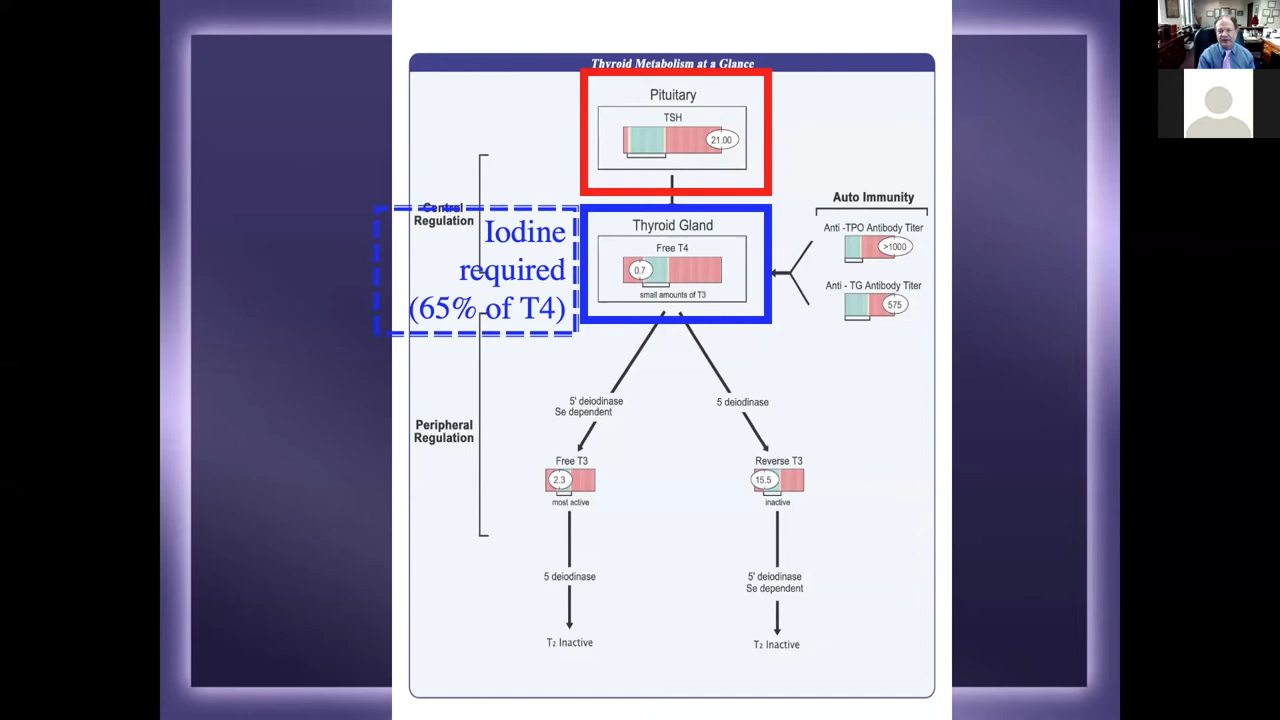 Thyroid Metabolism at a Glance
Pituitary
TSH
21.00
Central
Regulation
Iodine
required
(65% of T4)
Thyroid Gland
Free T4
0.7
small amounts of T3
Auto Immunity
Anti -TPO Antibody Titer
>1000
Anti - TG Antibody Titer
575
5' deiodinase
Se dependent
5 deiodinase
Peripheral
Regulation
Free T3
2.3
most active
Reverse T3
15.5
inactive
5 deiodinase
5' deiodinase
Se dependent
T₂ Inactive
T₂ Inactive